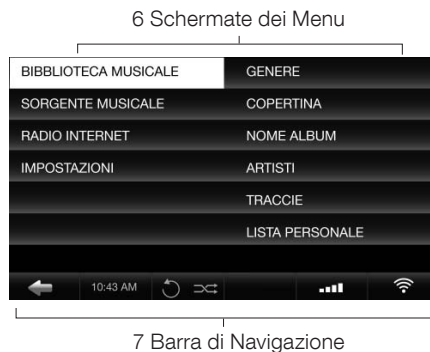 6 Schermate dei Menu
BIBBLIOTECA MUSICALE
GENERE
SORGENTE MUSICALE
COPERTINA
RADIO INTERNET
NOME ALBUM
IMPOSTAZIONI
ARTISTI
TRACCIE
LISTA PERSONALE
10:43 AM
7 Barra di Navigazione